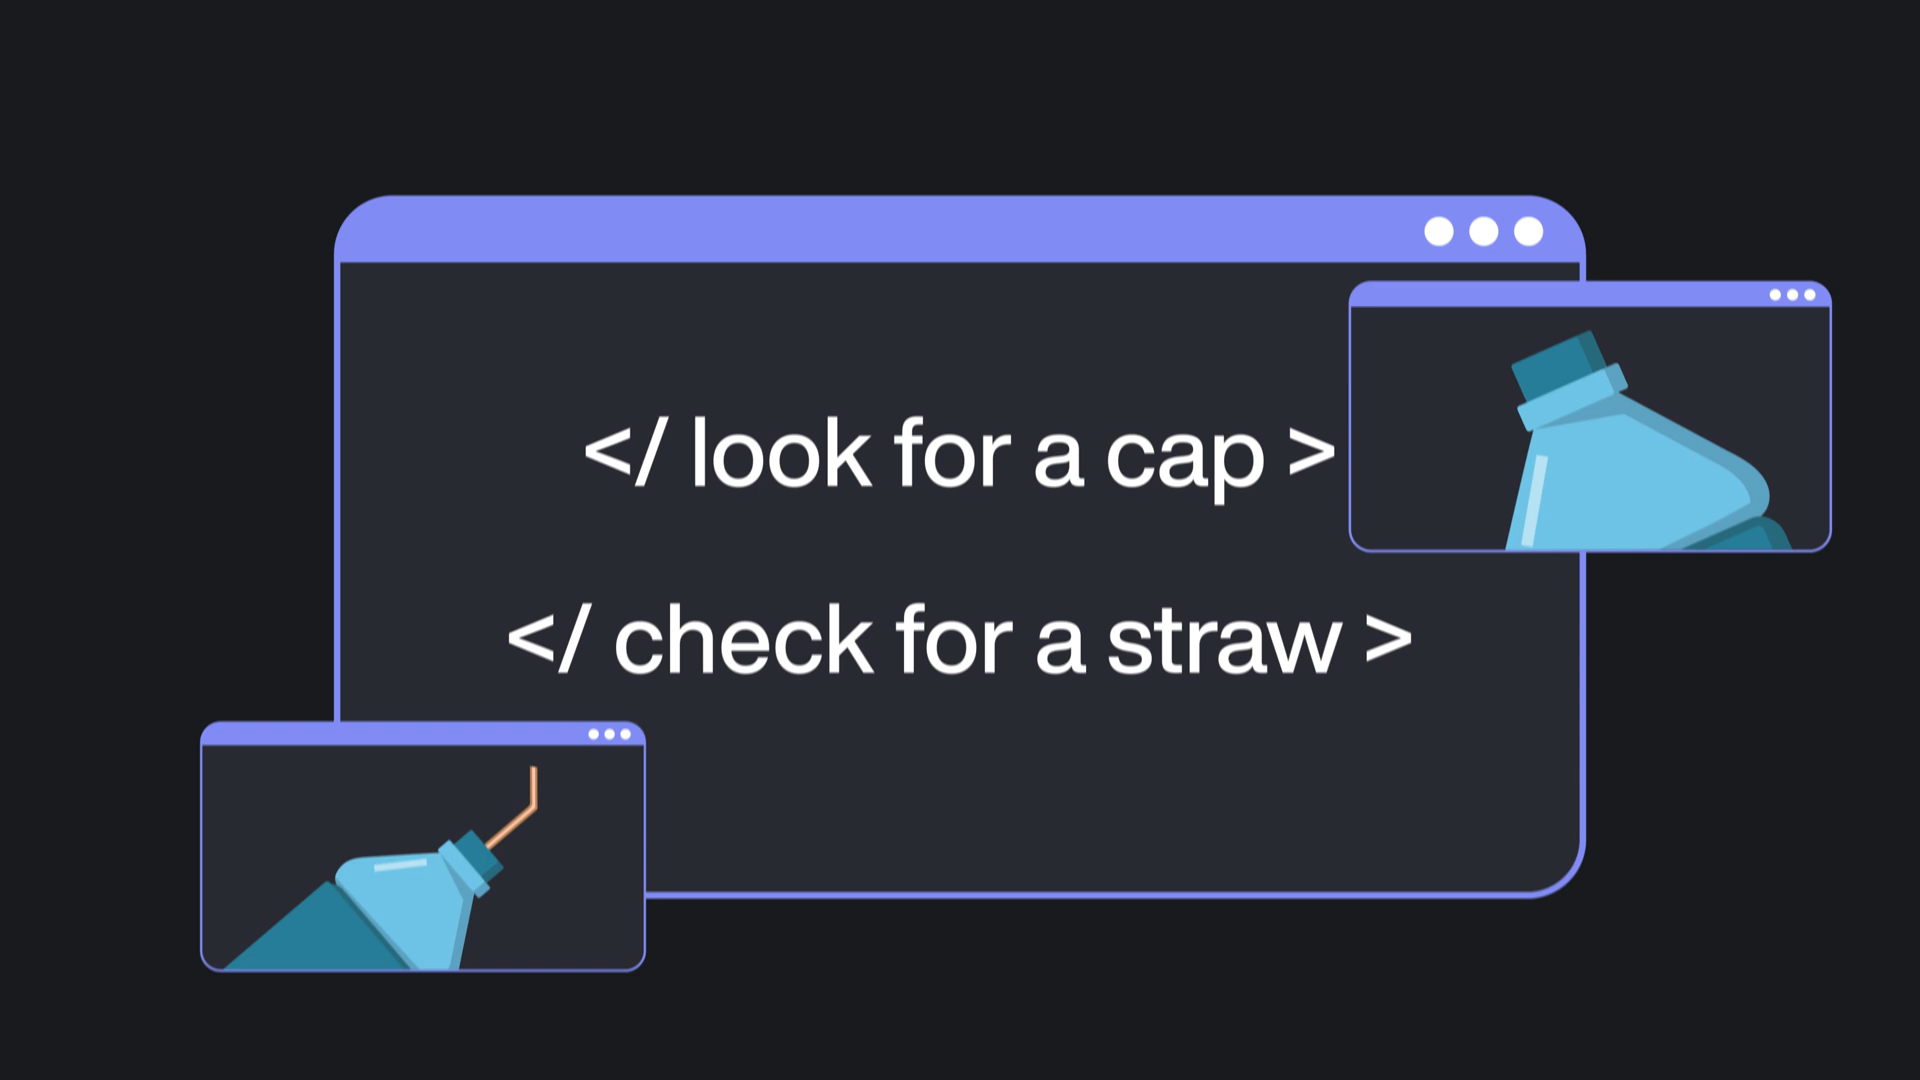 </ look for a cap >
</ check for a straw >